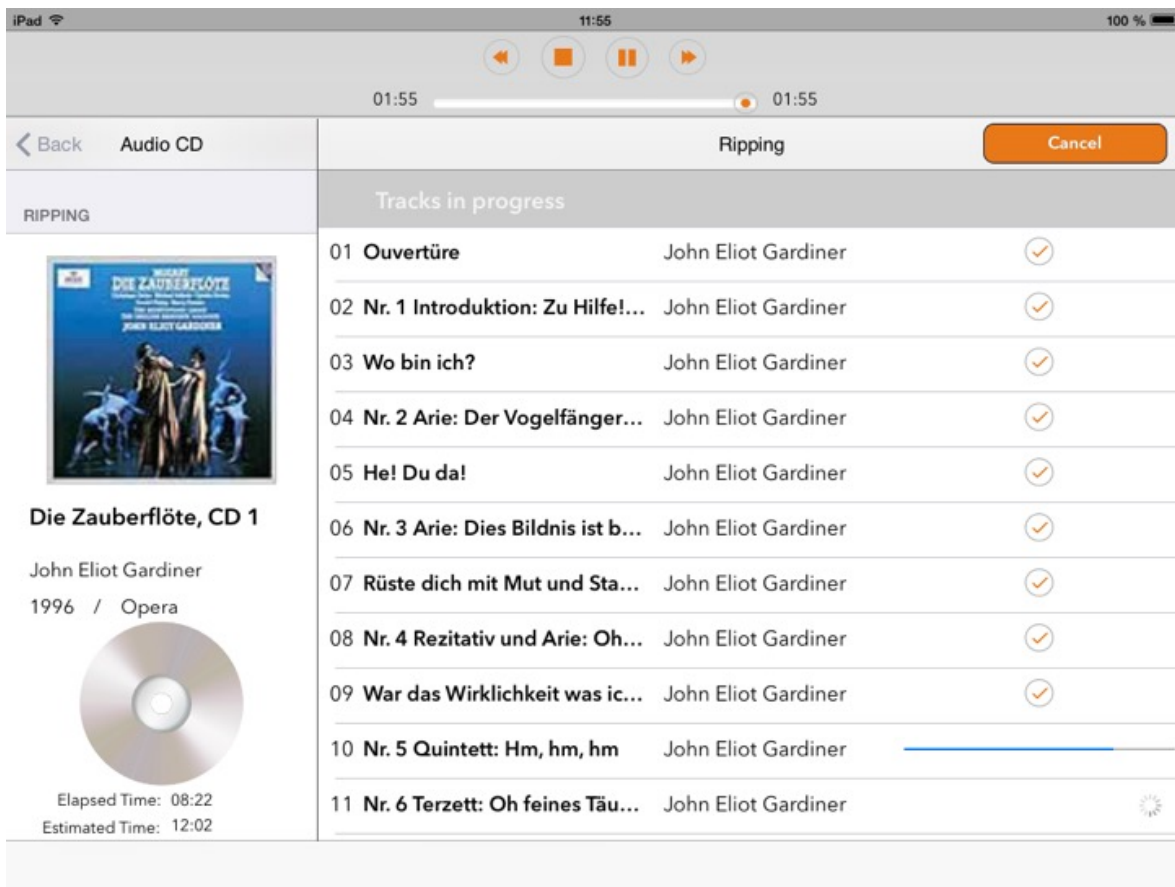 iPad 11:55 100 %
01:55 01:55
Back Audio CD Ripping Cancel
RIPPING
Tracks in progress
01 Ouvertüre John Eliot Gardiner
02 Nr. 1 Introduktion: Zu Hilfe!... John Eliot Gardiner
03 Wo bin ich? John Eliot Gardiner
04 Nr. 2 Arie: Der Vogelfänger... John Eliot Gardiner
05 He! Du da! John Eliot Gardiner
06 Nr. 3 Arie: Dies Bildnis ist b... John Eliot Gardiner
07 Rüste dich mit Mut und Sta... John Eliot Gardiner
08 Nr. 4 Rezitativ und Arie: Oh... John Eliot Gardiner
09 War das Wirklichkeit was ic... John Eliot Gardiner
10 Nr. 5 Quintett: Hm, hm, hm John Eliot Gardiner
11 Nr. 6 Terzett: Oh feines Täu... John Eliot Gardiner
MOZART
DIE ZAUBERFLÖTE
JOHN ELIOT GARDINER
Die Zauberflöte, CD 1
John Eliot Gardiner
1996 / Opera
Elapsed Time: 08:22
Estimated Time: 12:02